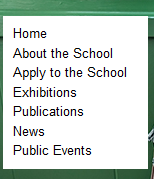 Home
About the School
Apply to the School
Exhibitions
Publications
News
Public Events